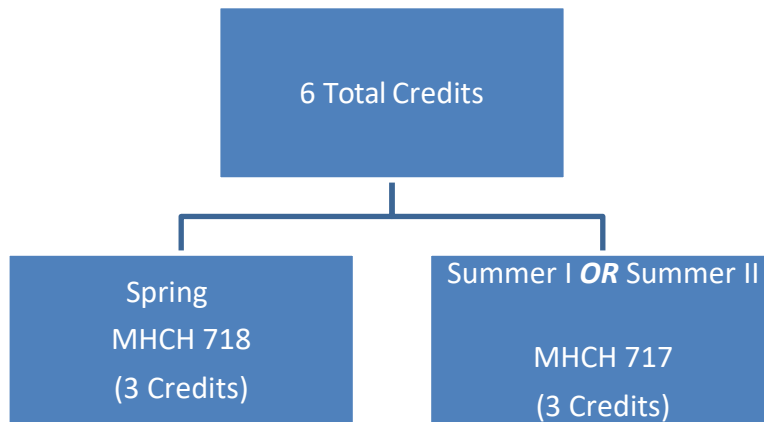 6 Total Credits
Spring
MHCH 718
(3 Credits)
Summer I OR Summer II
MHCH 717
(3 Credits)